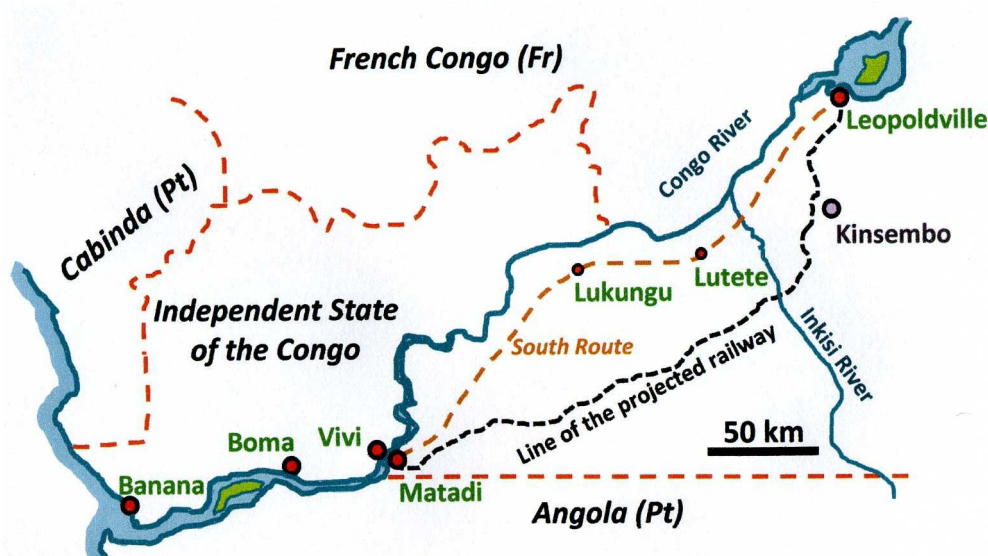 French Congo (Fr)
Cabinda (Pt)
Congo River
Leopoldville
Kinsembo
Independent State
of the Congo
Lukungu
Lutete
South Route
Inkisi River
Line of the projected railway
50 km
Boma
Vivi
Banana
Matadi
Angola (Pt)